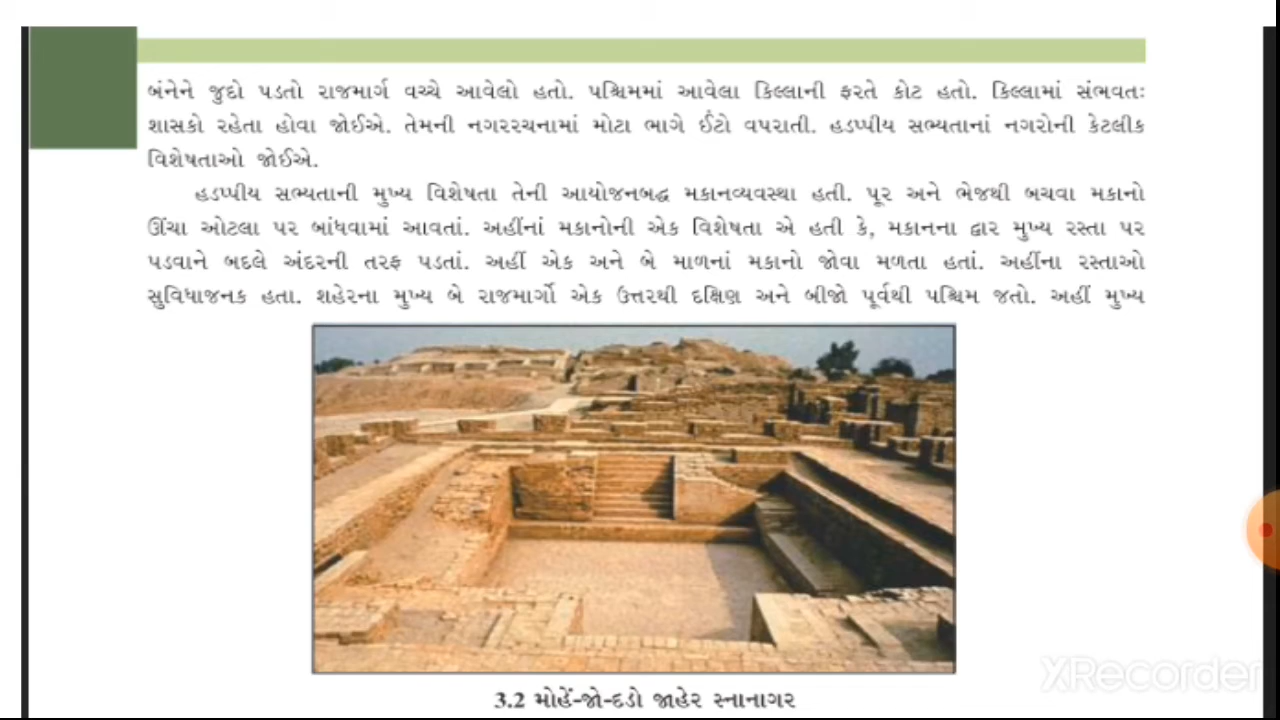 બંનેને જુદો પડતો રાજમાર્ગ વચ્ચે આવેલો હતો. પશ્ચિમમાં આવેલા કિલ્લાની ફરતે કોટ હતો. કિલ્લામાં સંભવતઃ
શાસકો રહેતા હોવા જોઈએ. તેમની નગરરચનામાં મોટા ભાગે ઈંટો વપરાતી. હડપ્પીય સભ્યતાનાં નગરોની કેટલીક
વિશેષતાઓ જોઈએ.
હડપ્પીય સભ્યતાની મુખ્ય વિશેષતા તેની આયોજનબદ્ધ મકાનવ્યવસ્થા હતી. પૂર અને ભેજથી બચવા મકાનો
ઊંચા ઓટલા પર બાંધવામાં આવતાં. અહીંનાં મકાનોની એક વિશેષતા એ હતી કે, મકાનના દ્વાર મુખ્ય રસ્તા પર
પડવાને બદલે અંદરની તરફ પડતાં. અહીં એક અને બે માળનાં મકાનો જોવા મળતા હતાં. અહીંના રસ્તાઓ
સુવિધાજનક હતા. શહેરના મુખ્ય બે રાજમાર્ગો એક ઉત્તરથી દક્ષિણ અને બીજો પૂર્વથી પશ્ચિમ જતો. અહીં મુખ્ય
3.2 મોહેં-જો-દડો જાહેર સ્નાનાગર
XRecorder